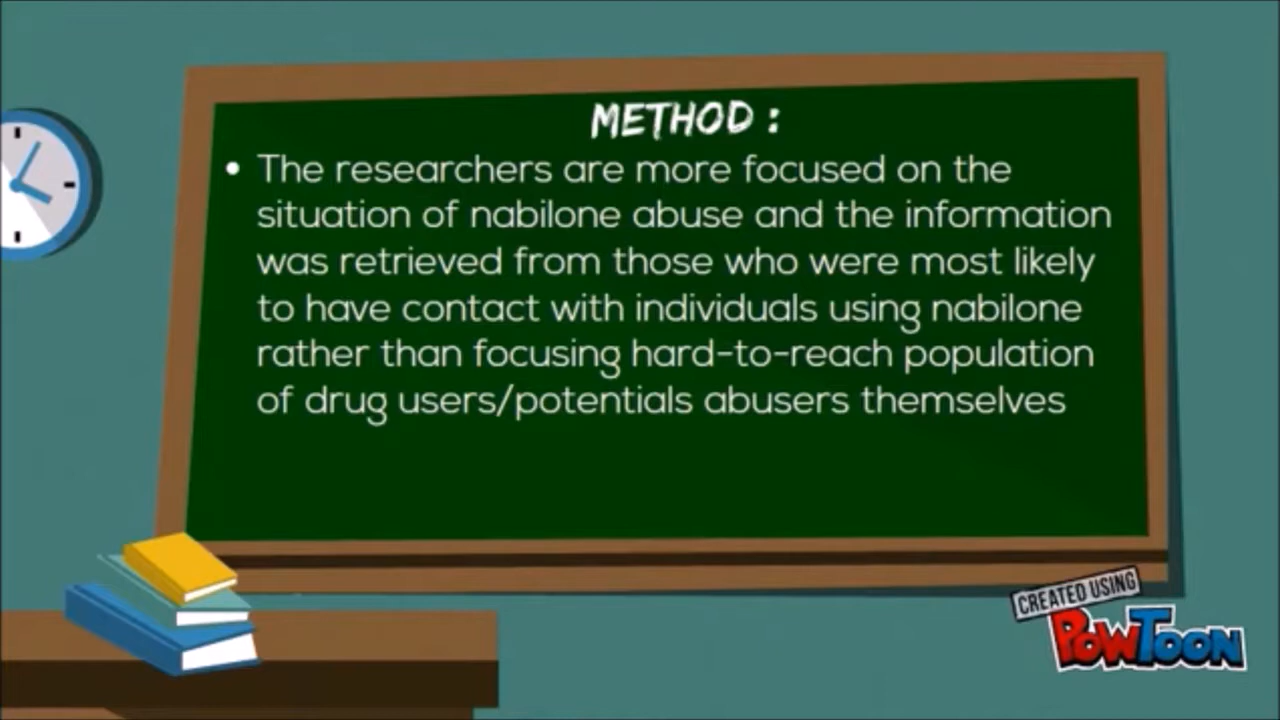 METHOD :
• The researchers are more focused on the
situation of nabilone abuse and the information
was retrieved from those who were most likely
to have contact with individuals using nabilone
rather than focusing hard-to-reach population
of drug users/potentials abusers themselves
CREATED USING
POWTOON